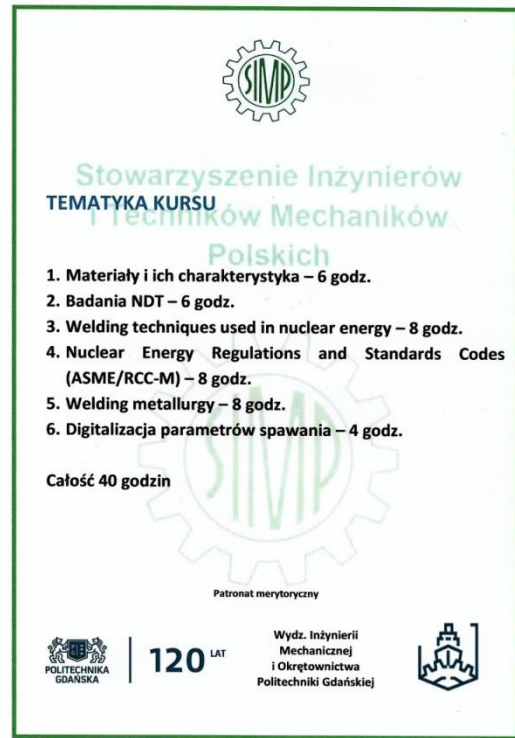 SIMP
Stowarzyszenie Inżynierów
i Techników Mechaników
Polskich
TEMATYKA KURSU
1. Materiały i ich charakterystyka – 6 godz.
2. Badania NDT – 6 godz.
3. Welding techniques used in nuclear energy – 8 godz.
4. Nuclear Energy Regulations and Standards Codes
(ASME/RCC-M) – 8 godz.
5. Welding metallurgy – 8 godz.
6. Digitalizacja parametrów spawania – 4 godz.
Całość 40 godzin
SIMP
Patronat merytoryczny
POLITECHNIKA
GDAŃSKA
120 LAT
Wydz. Inżynierii
Mechanicznej
i Okrętownictwa
Politechniki Gdańskiej